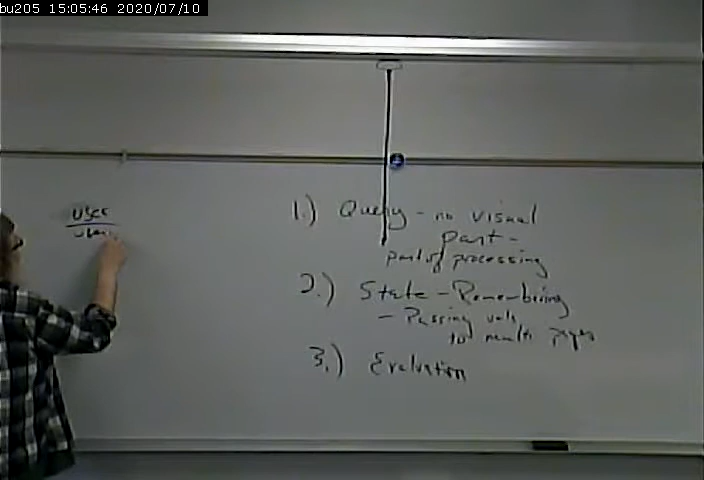 bu205 15:05:46 2020/07/10
user
1.) Query - no visual
part -
part of processing
2.) State - Remembering
- Passing vals
to multi pages
3.) Evaluation